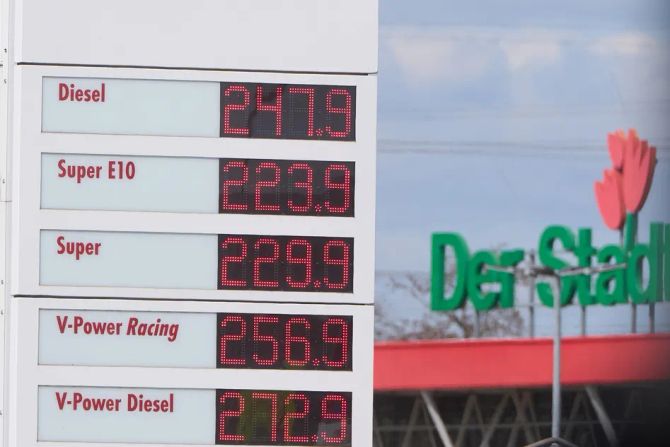 Diesel 247.9
Super E10 223.9
Super 229.9
V-Power Racing 256.9
V-Power Diesel 272.9
Der Stadt